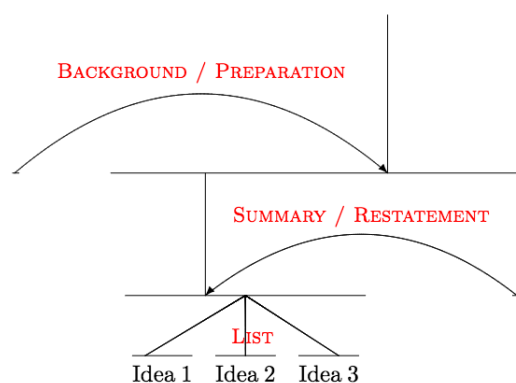 BACKGROUND / PREPARATION
SUMMARY / RESTATEMENT
LIST
Idea 1 Idea 2 Idea 3